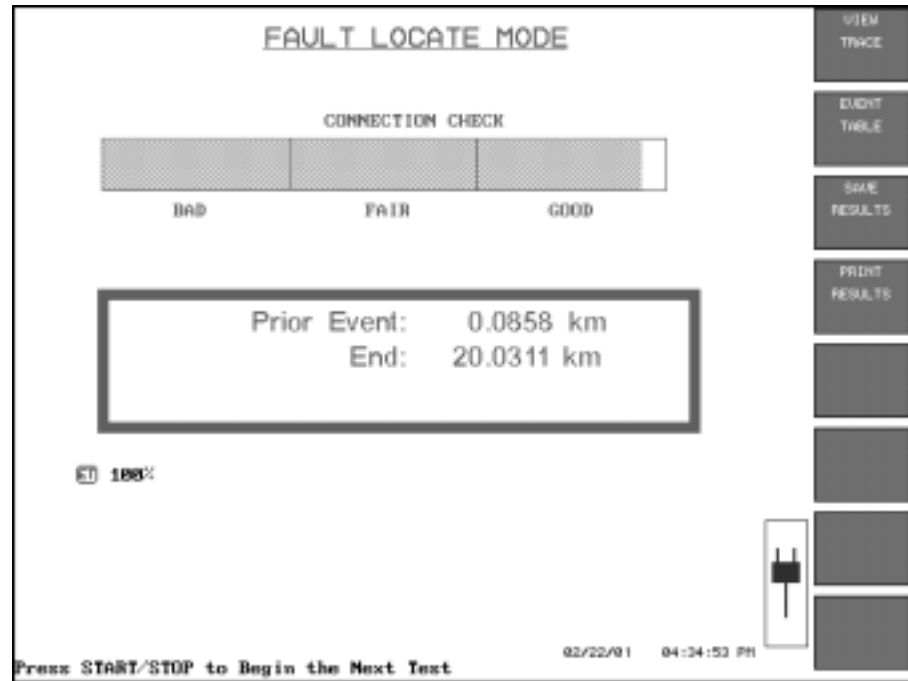 FAULT LOCATE MODE
CONNECTION CHECK
BAD FAIR GOOD
Prior Event: 0.0858 km
End: 20.0311 km
ET 100%
Press START/STOP to Begin the Next Test
02/22/01 04:34:53 PM
VIEW
TRACE
EVENT
TABLE
SAVE
RESULTS
PRINT
RESULTS